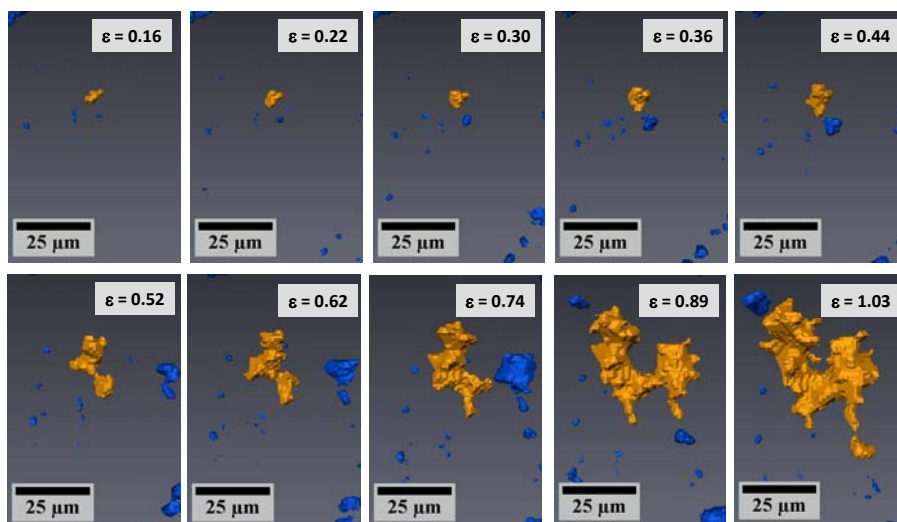 ε = 0.16
ε = 0.22
ε = 0.30
ε = 0.36
ε = 0.44
25 µm
25 µm
25 µm
25 µm
25 µm
ε = 0.52
ε = 0.62
ε = 0.74
ε = 0.89
ε = 1.03
25 µm
25 µm
25 µm
25 µm
25 µm